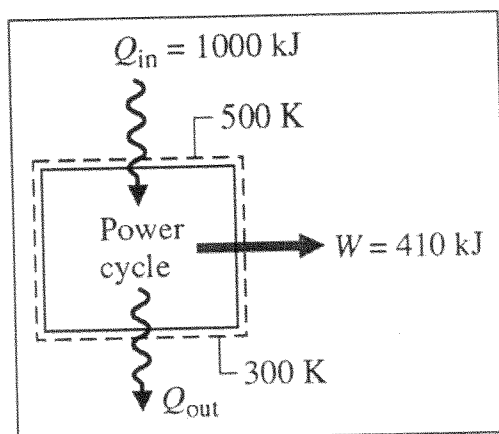 Q_in = 1000 kJ
500 K
Power
cycle
W = 410 kJ
300 K
Q_out